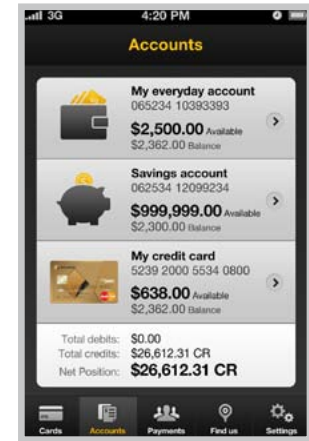 3G 4:20 PM
Accounts
My everyday account
065234 10393393
$2,500.00 Available
$2,362.00 Balance
Savings account
062534 12099234
$999,999.00 Available
$2,300.00 Balance
My credit card
5239 2000 5534 0800
$638.00 Available
$2,362.00 Balance
Total debits: $0.00
Total credits: $26,612.31 CR
Net Position: $26,612.31 CR
Cards Accounts Payments Find us Settings